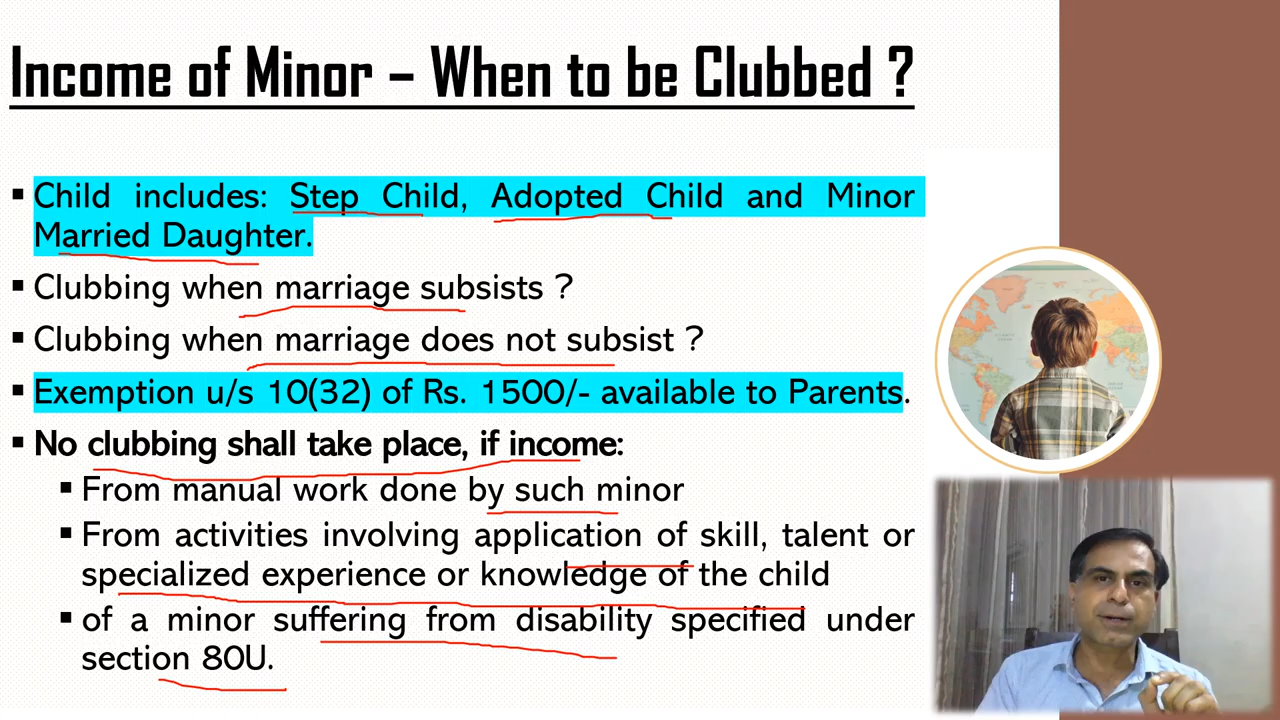 Income of Minor – When to be Clubbed ?
▪ Child includes: Step Child, Adopted Child and Minor
Married Daughter.
▪ Clubbing when marriage subsists ?
▪ Clubbing when marriage does not subsist ?
▪ Exemption u/s 10(32) of Rs. 1500/- available to Parents.
▪ No clubbing shall take place, if income:
▪ From manual work done by such minor
▪ From activities involving application of skill, talent or
specialized experience or knowledge of the child
▪ of a minor suffering from disability specified under
section 80U.